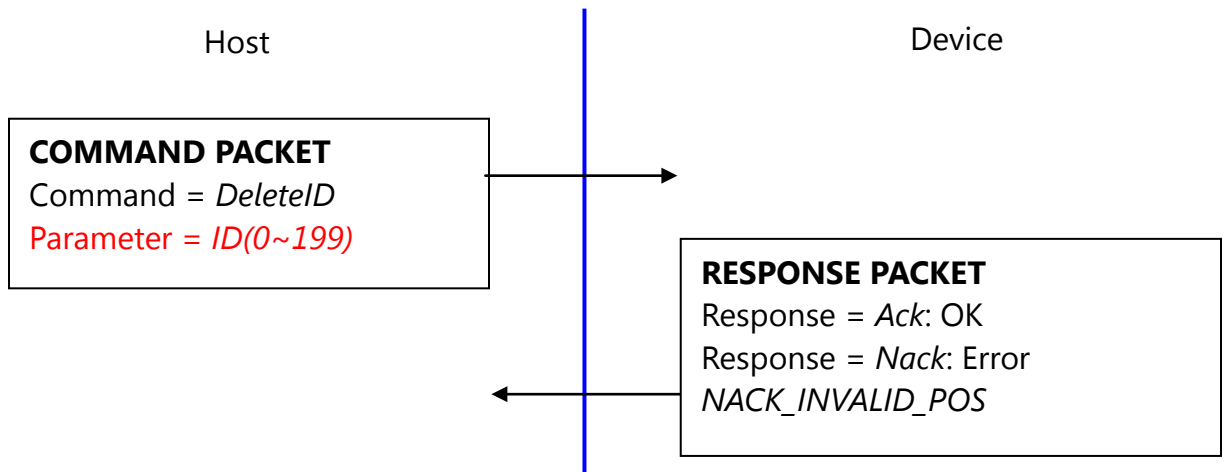 Host
Device
COMMAND PACKET
Command = DeleteID
Parameter = ID(0~199)
RESPONSE PACKET
Response = Ack: OK
Response = Nack: Error
NACK_INVALID_POS